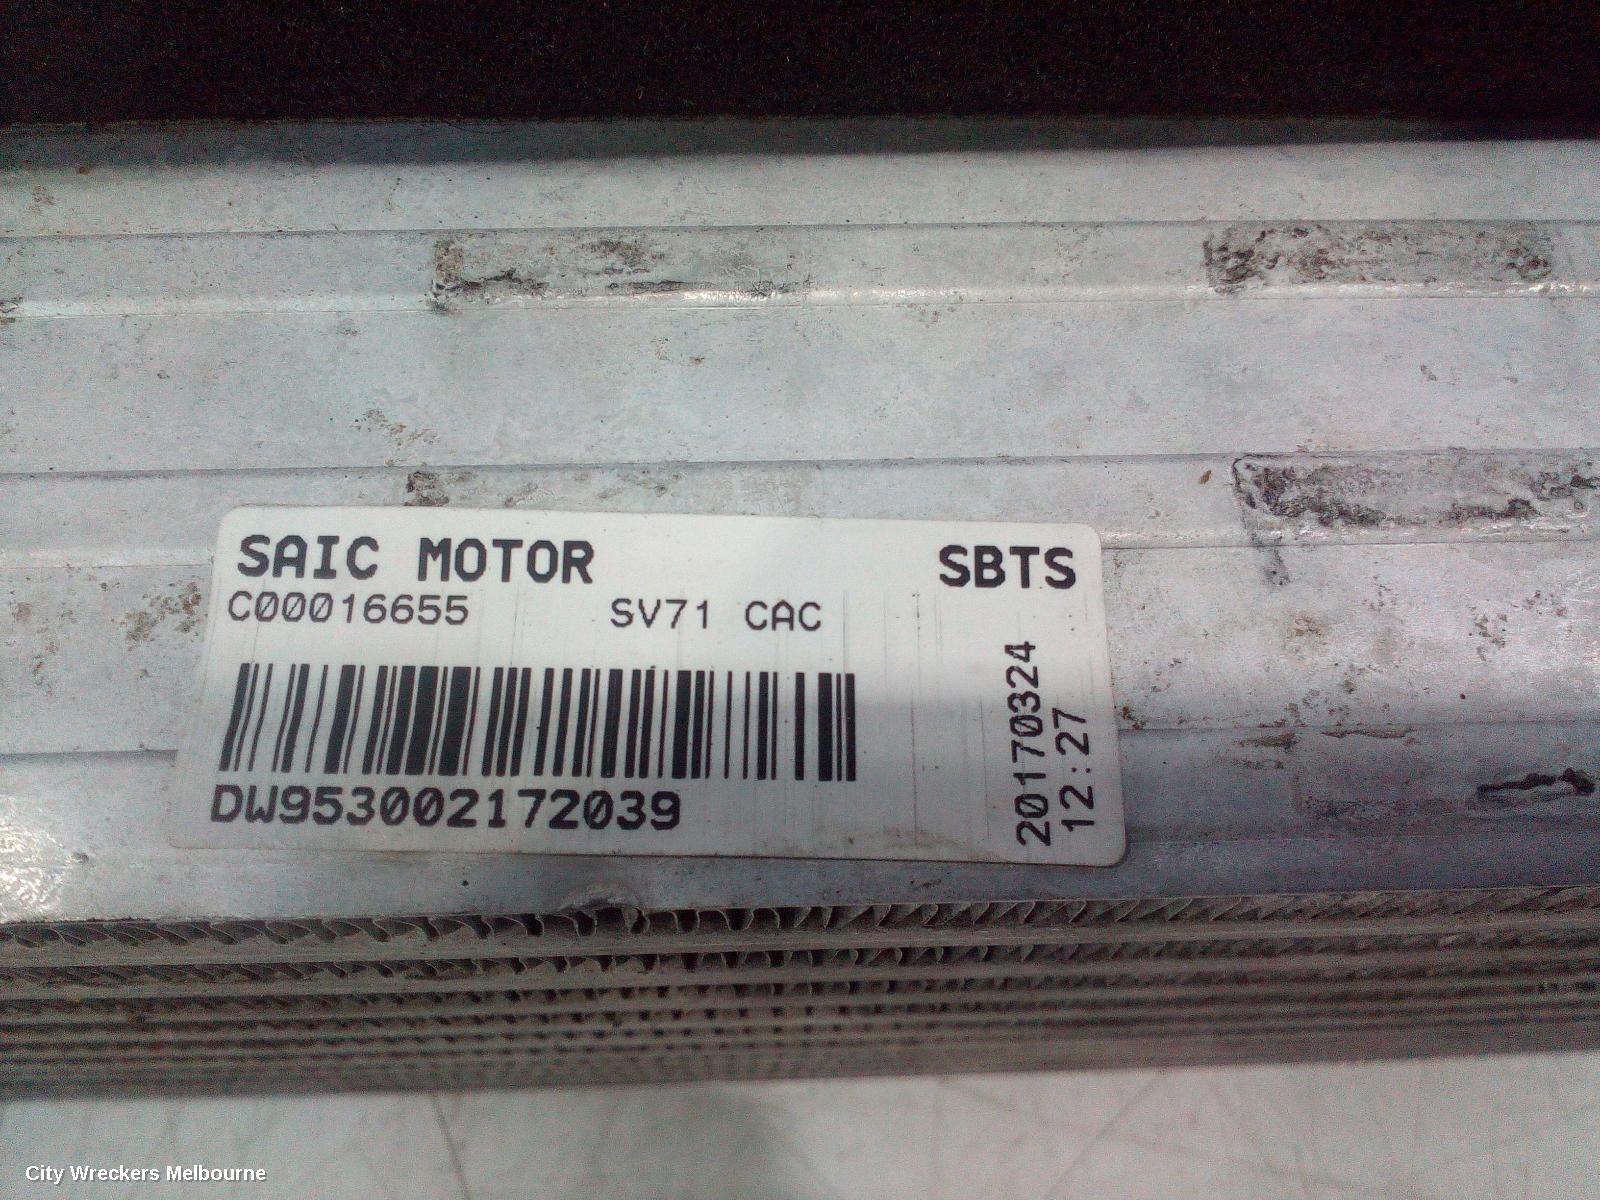 SAIC MOTOR SBTS
C00016655 SV71 CAC
DW953002172039
20170324
12:27
City Wreckers Melbourne